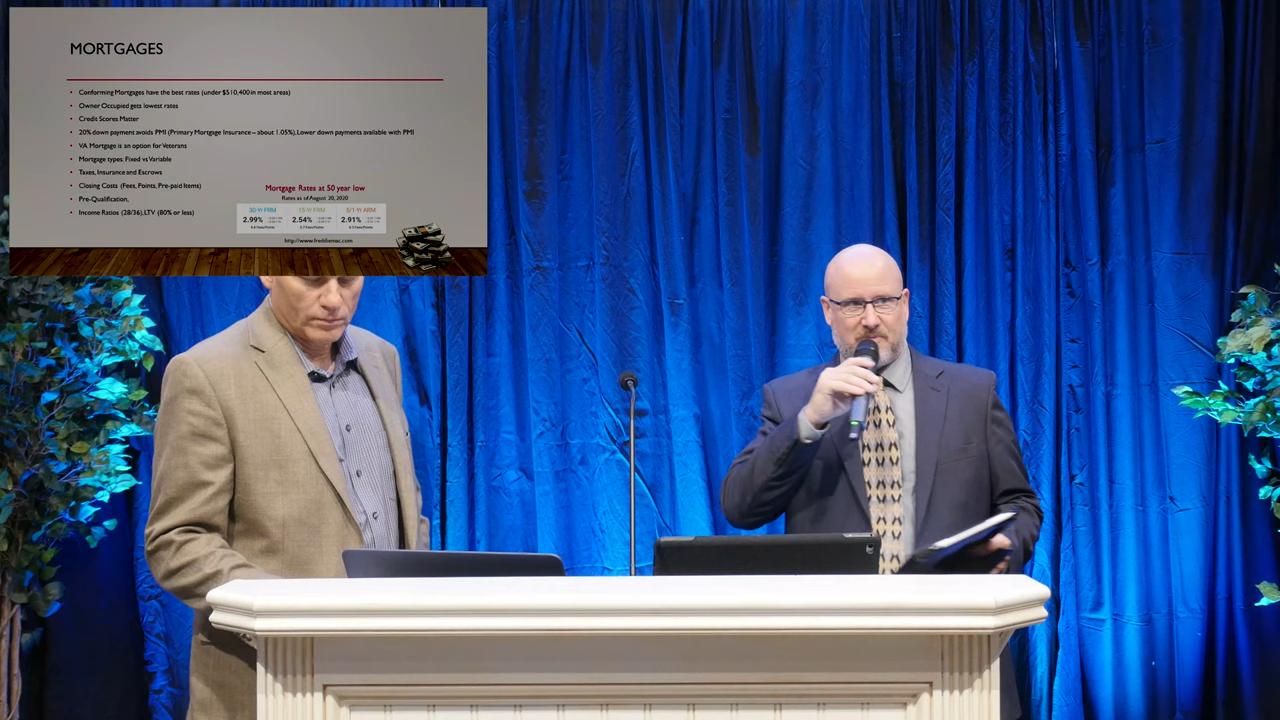 MORTGAGES
Conforming Mortgages have the best rates (under $510,400 in most areas)
Owner Occupied gets lowest rates
Credit Scores Matter
20% down payment avoids PMI (Primary Mortgage Insurance – about 1.05%), Lower down payments available with PMI
VA Mortgage is an option for Veterans
Mortgage types: Fixed vs Variable
Taxes, Insurance and Escrows
Closing Costs (Fees, Points, Pre-paid Items)
Pre-Qualification,
Income Ratios (28/36), LTV (80% or less)
Mortgage Rates at 50 year low
Rates as of August 20, 2020
30-Yr FRM 15-Yr FRM 5/1-Yr ARM
2.99% 2.54% 2.91%
http://www.freddiemac.com